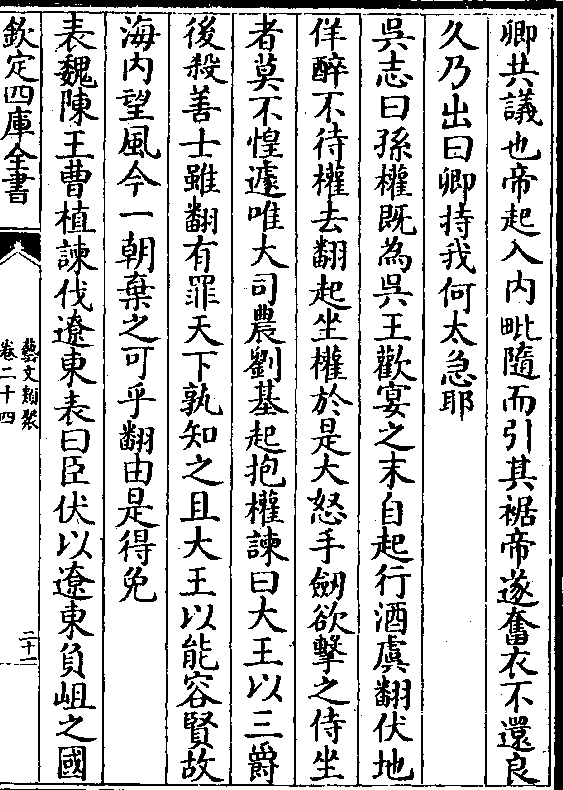 卿共議也帝起入内毗隨而引其裾帝遂奮衣不還良
久乃出曰卿持我何太急耶
吳志曰孫權既為吳王歡宴之末自起行酒虞翻伏地
佯醉不待權去翻起坐權於是大怒手劒欲擊之侍坐
者莫不惶遽唯大司農劉基起抱權諫曰大王以三爵
後殺善士雖翻有罪天下孰知之且大王以能容賢故
海内望風今一朝棄之可乎翻由是得免
表魏陳王曹植諫伐遼東表曰臣伏以遼東負岨之國
欽定四庫全書
藝文類聚
卷二十四
二十一